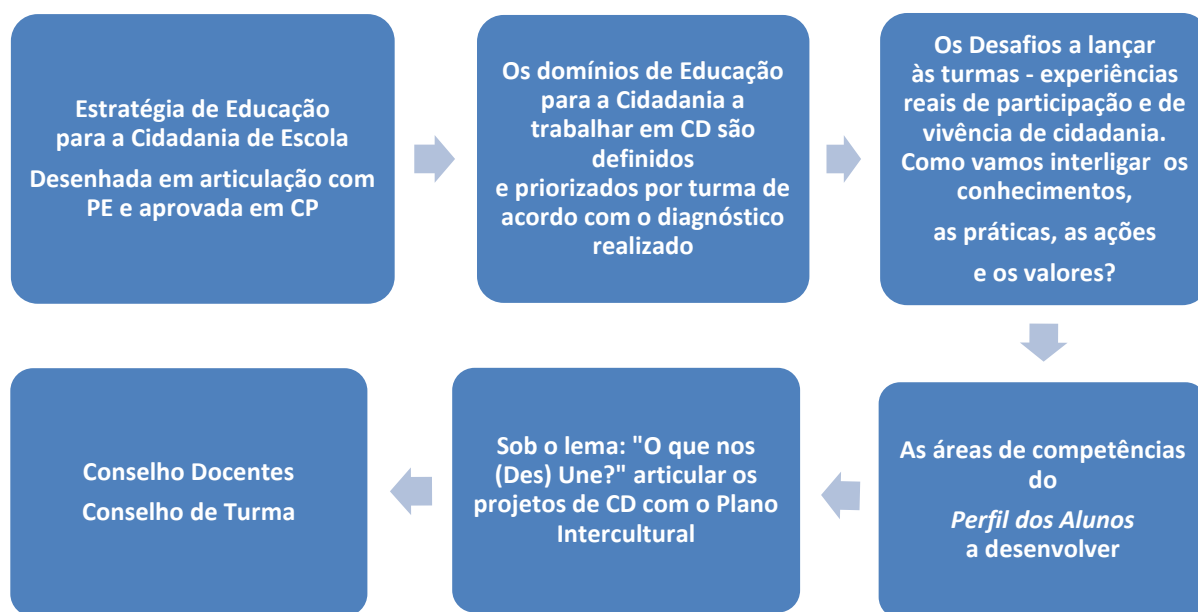 Estratégia de Educação
para a Cidadania de Escola
Desenhada em articulação com
PE e aprovada em CP
Os domínios de Educação
para a Cidadania a
trabalhar em CD são
definidos
e priorizados por turma de
acordo com o diagnóstico
realizado
Os Desafios a lançar
às turmas - experiências
reais de participação e de
vivência de cidadania.
Como vamos interligar os
conhecimentos,
as práticas, as ações
e os valores?
As áreas de competências
do
Perfil dos Alunos
a desenvolver
Sob o lema: "O que nos
(Des) Une?" articular os
projetos de CD com o Plano
Intercultural
Conselho Docentes
Conselho de Turma